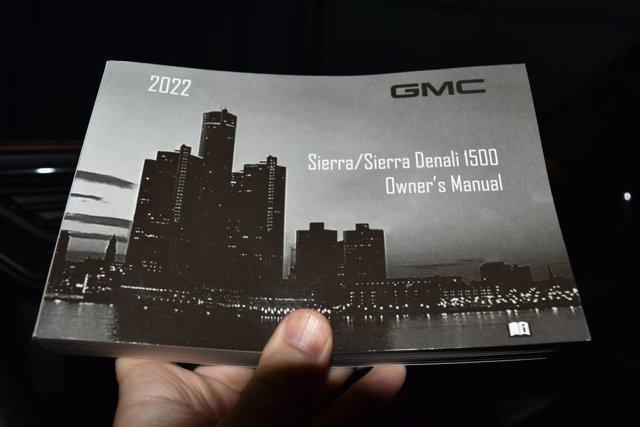 2022
GMC
Sierra/Sierra Denali 1500
Owner's Manual